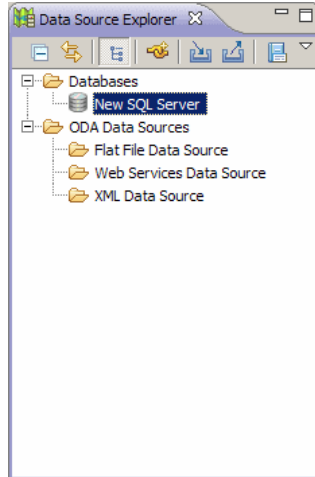 Data Source Explorer
Databases
New SQL Server
ODA Data Sources
Flat File Data Source
Web Services Data Source
XML Data Source